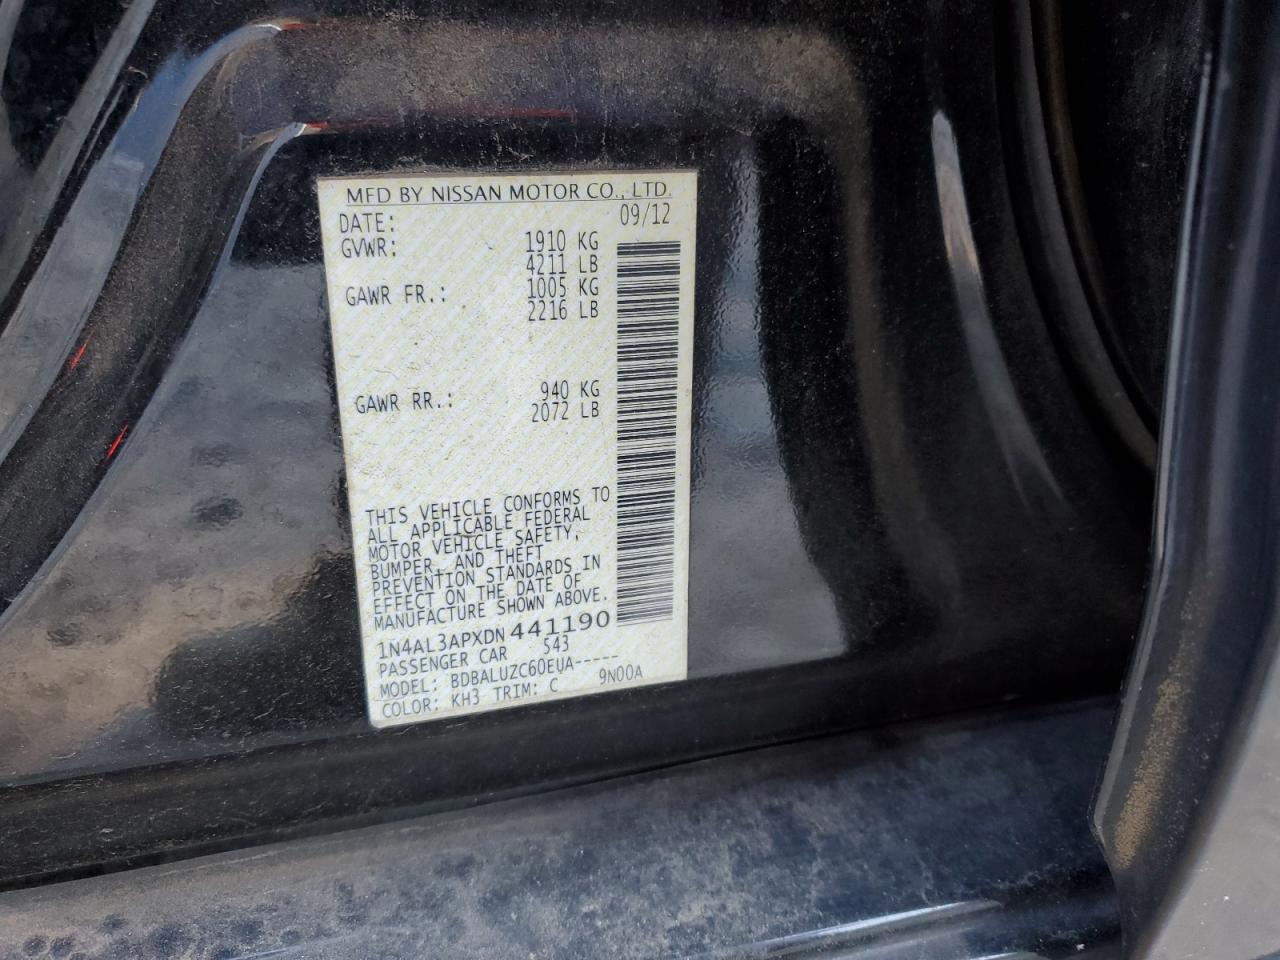 MFD BY NISSAN MOTOR CO., LTD.
DATE: 09/12
GVWR: 1910 KG
4211 LB
GAWR FR.: 1005 KG
2216 LB
GAWR RR.: 940 KG
2072 LB
THIS VEHICLE CONFORMS TO
ALL APPLICABLE FEDERAL
MOTOR VEHICLE SAFETY,
BUMPER, AND THEFT
PREVENTION STANDARDS IN
EFFECT ON THE DATE OF
MANUFACTURE SHOWN ABOVE.
1N4AL3APXDN441190
PASSENGER CAR 543
MODEL: BDBALUZC60EUA-----
COLOR: KH3 TRIM: C 9N00A